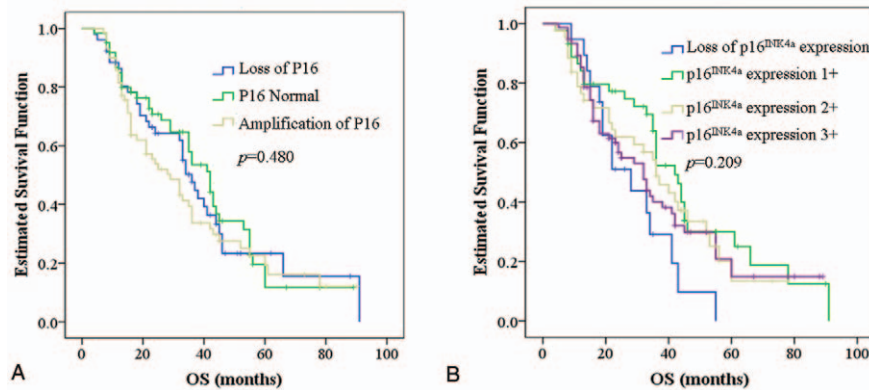 Estimated Suvival Function
1.0
0.8
0.6
0.4
0.2
0.0
Loss of P16
P16 Normal
Amplification of P16
p=0.480
0 20 40 60 80 100
OS (months)
A
Estimated Suvival Function
1.0
0.8
0.6
0.4
0.2
0.0
Loss of p16INK4a expression
p16INK4a expression 1+
p16INK4a expression 2+
p16INK4a expression 3+
p=0.209
0 20 40 60 80 100
OS (months)
B